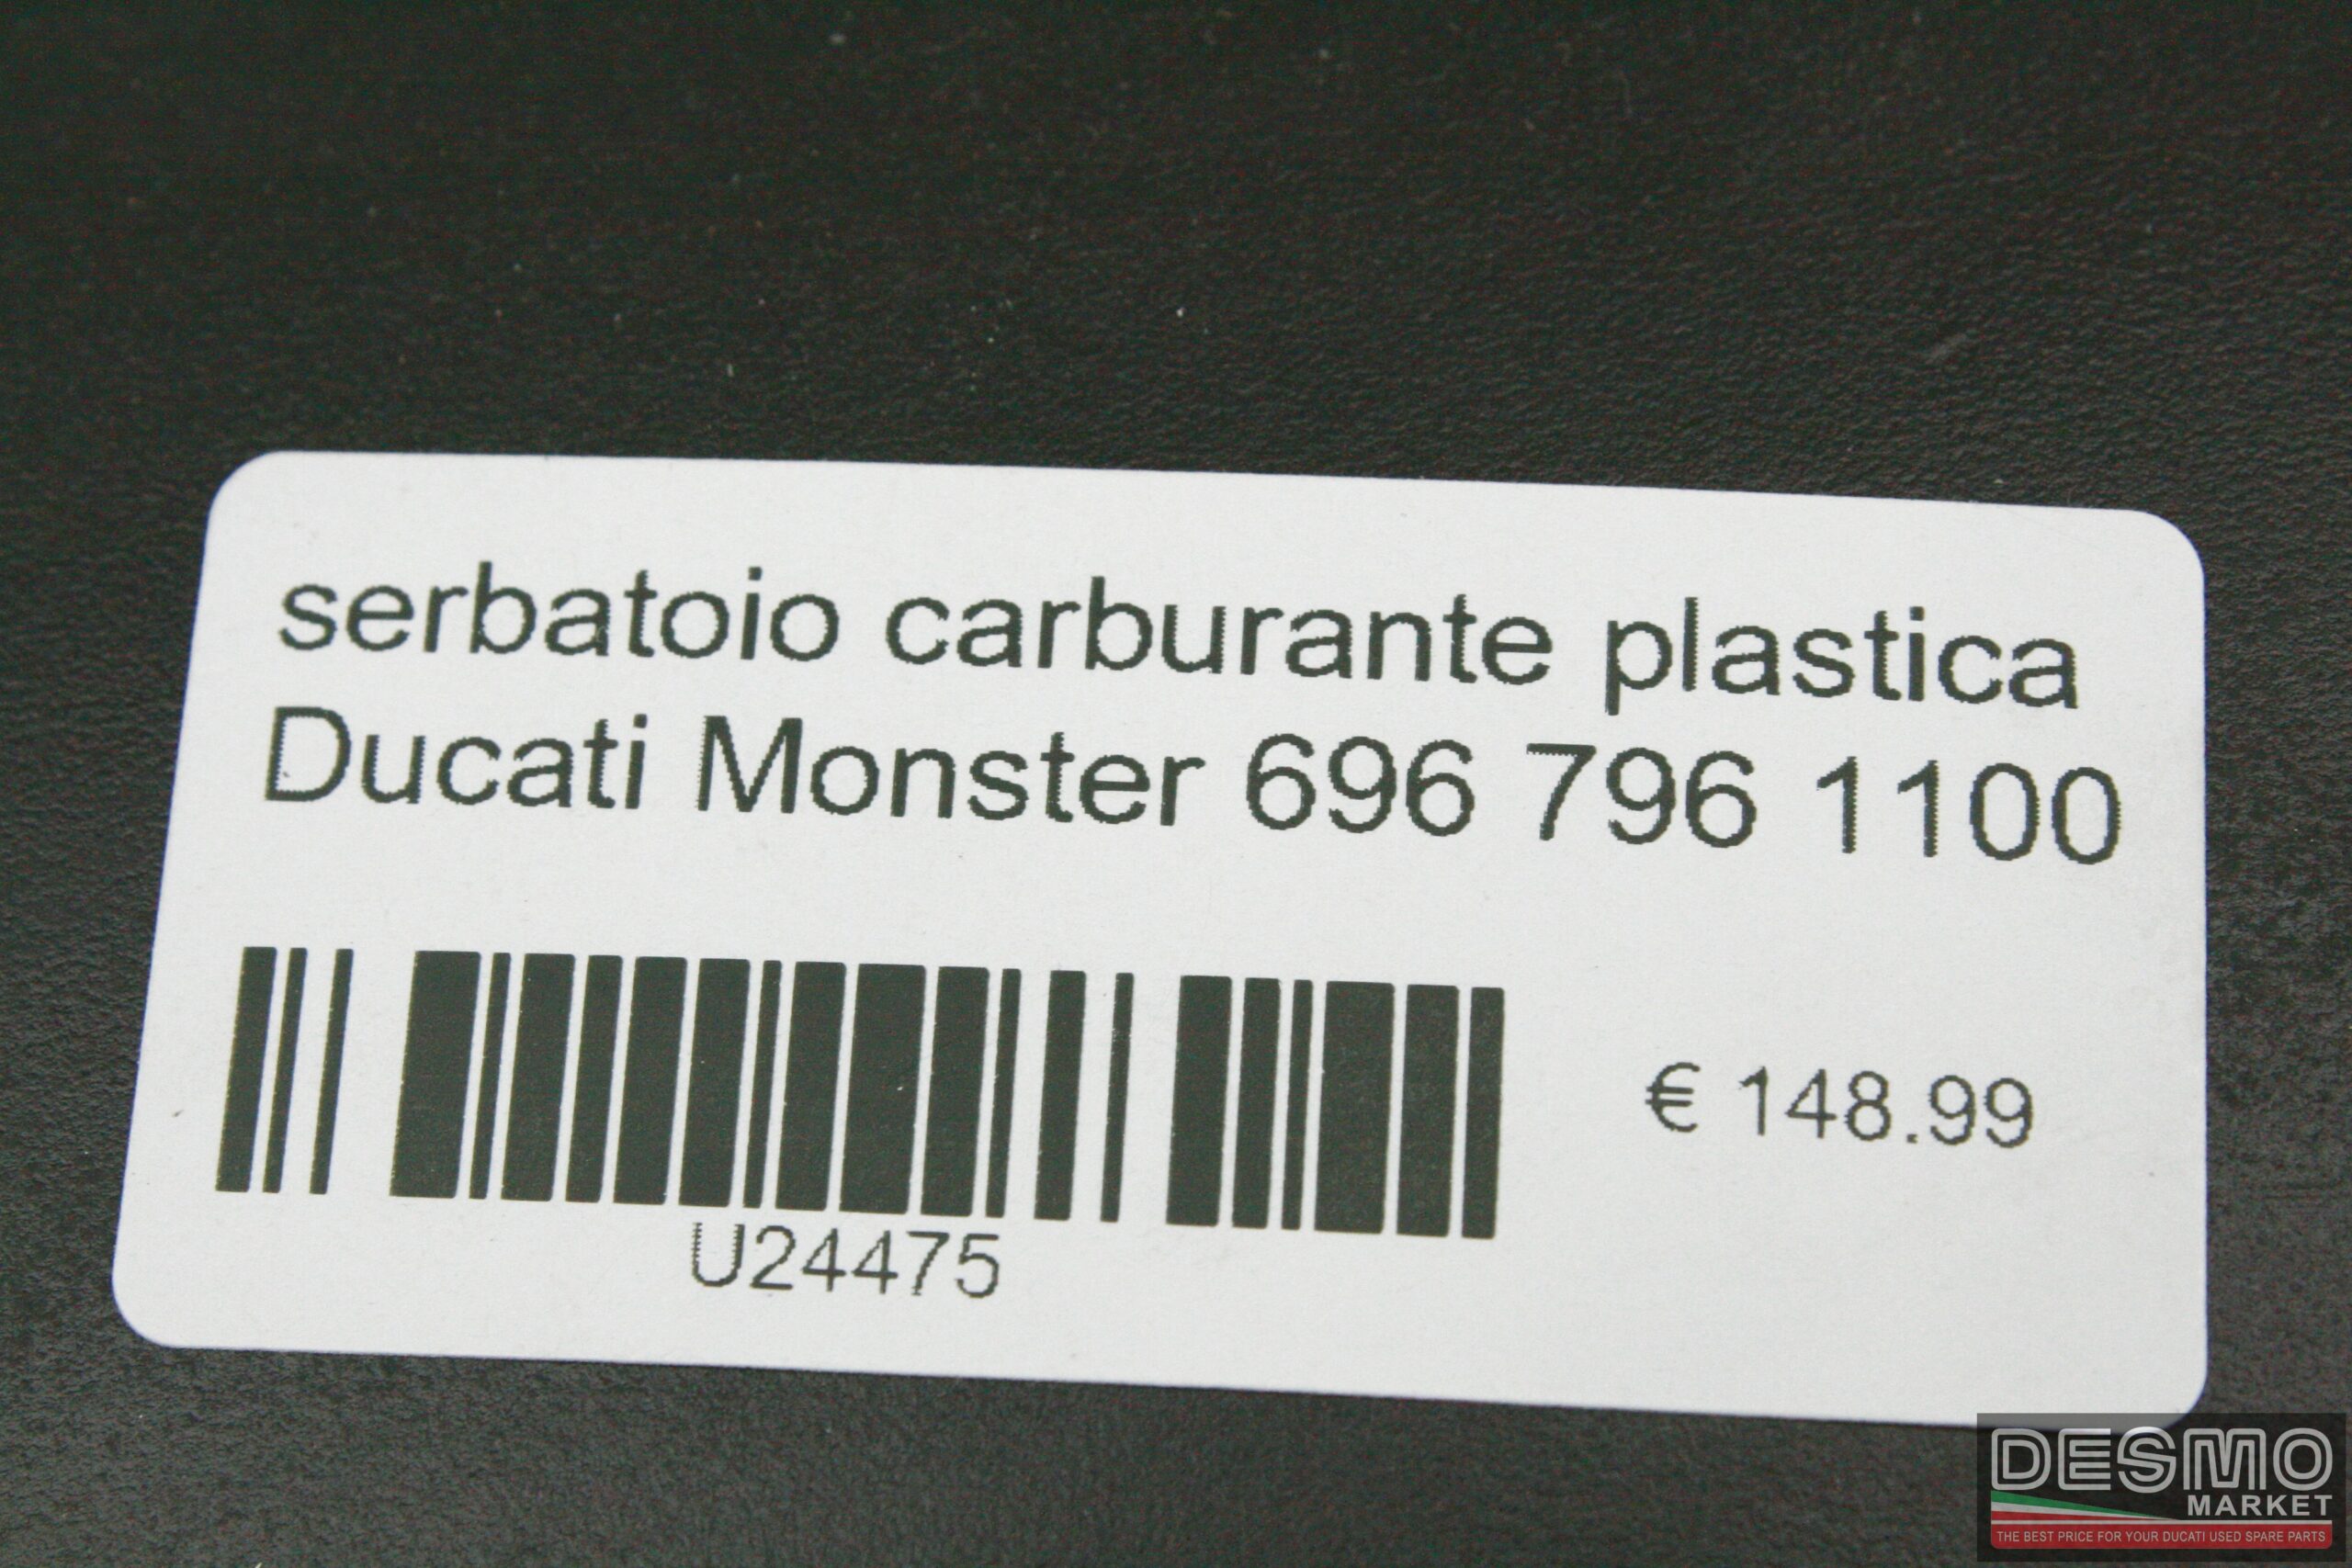 serbatoio carburante plastica
Ducati Monster 696 796 1100
€ 148.99
U24475
DESMO
MARKET
THE BEST PRICE FOR YOUR DUCATI USED SPARE PARTS